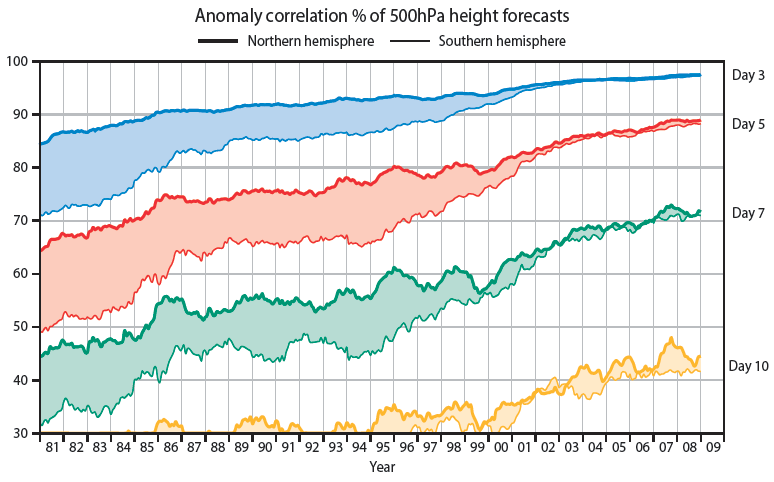 Anomaly correlation % of 500hPa height forecasts
Northern hemisphere Southern hemisphere
100
90
80
70
60
50
40
30
Day 3
Day 5
Day 7
Day 10
81 82 83 84 85 86 87 88 89 90 91 92 93 94 95 96 97 98 99 00 01 02 03 04 05 06 07 08 09
Year